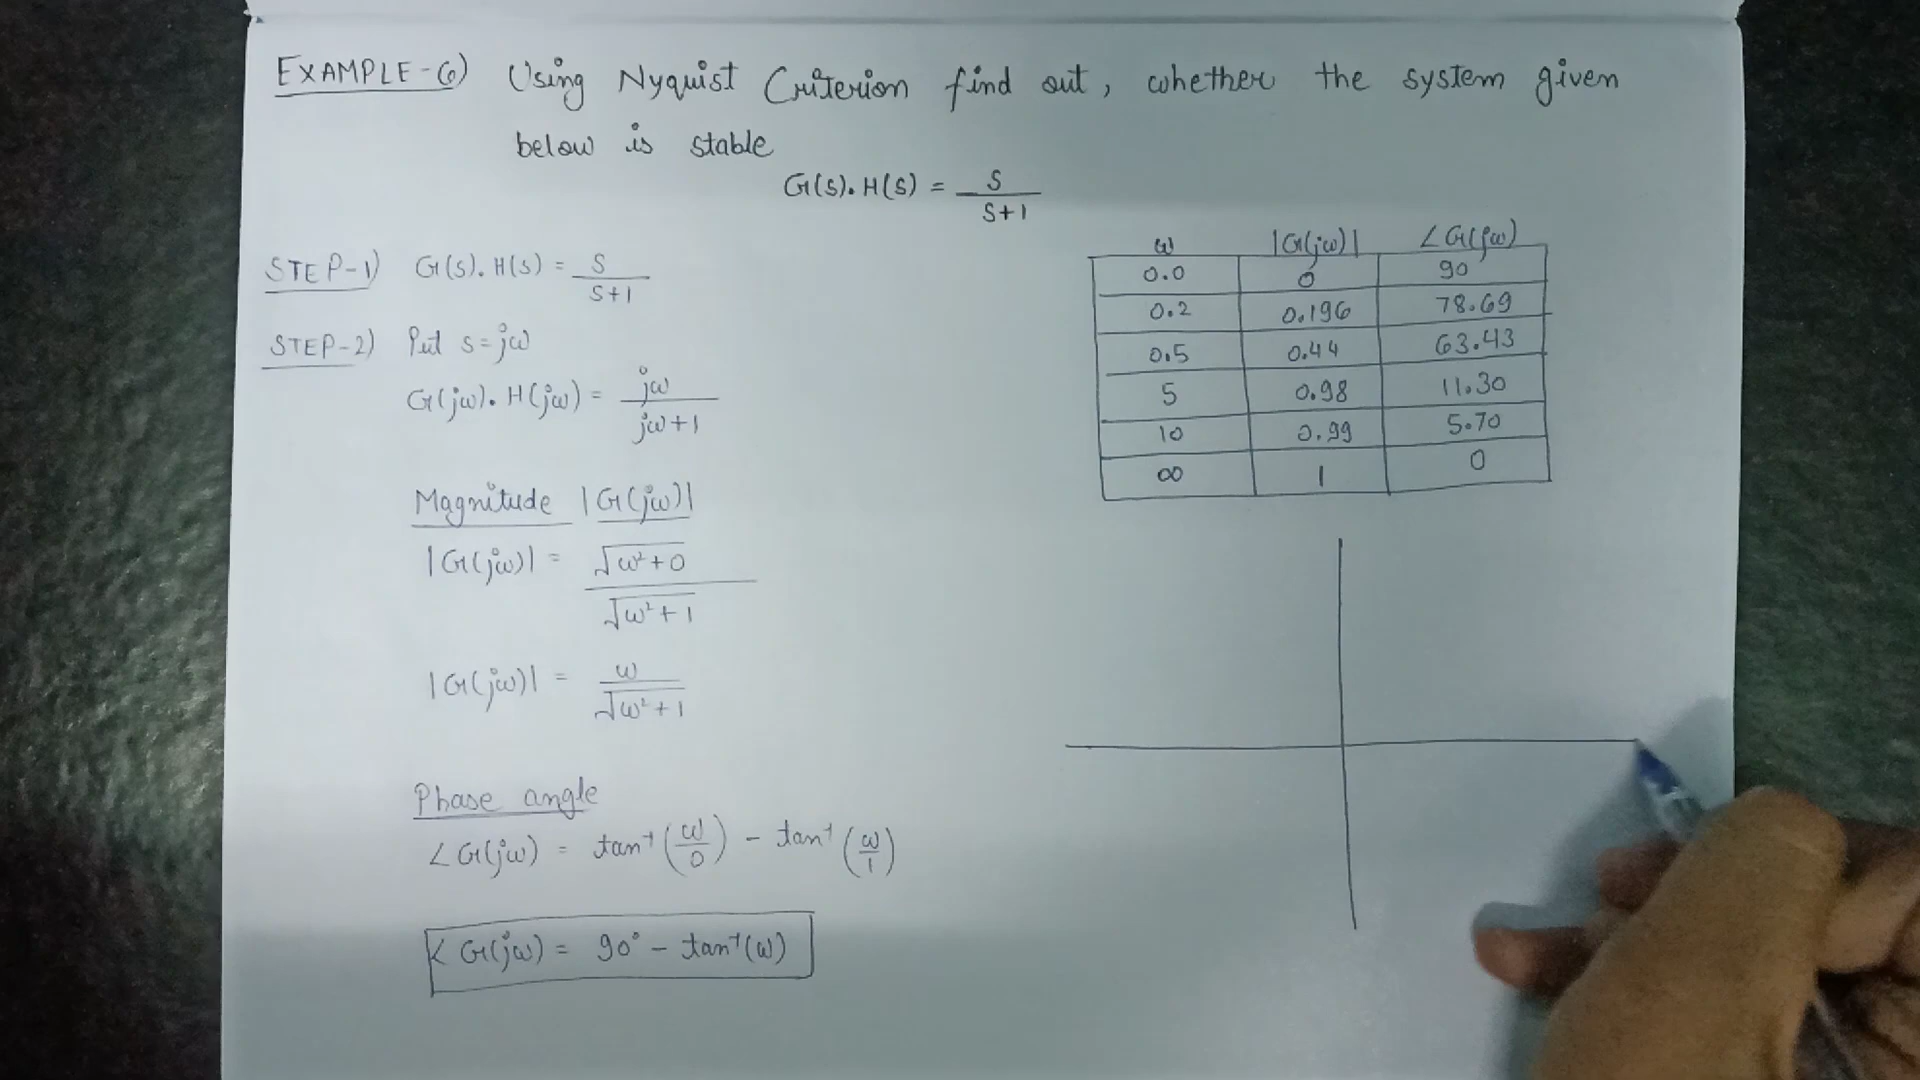 EXAMPLE-6) Using Nyquist Criterion find out, whether the system given
below is stable
G(s).H(s) = s/(s+1)
STEP-1) G(s).H(s) = s/(s+1)
STEP-2) Put s=jω
G(jω).H(jω) = jω/(jω+1)
Magnitude |G(jω)|
|G(jω)| = √(ω²+0)/√(ω²+1)
|G(jω)| = ω/√(ω²+1)
Phase angle
∠G(jω) = tan⁻¹(ω/0) - tan⁻¹(ω/1)
∠G(jω) = 90° - tan⁻¹(ω)
ω |G(jω)| ∠G(jω)
0.0 0 90
0.2 0.196 78.69
0.5 0.44 63.43
5 0.98 11.30
10 0.99 5.70
∞ 1 0